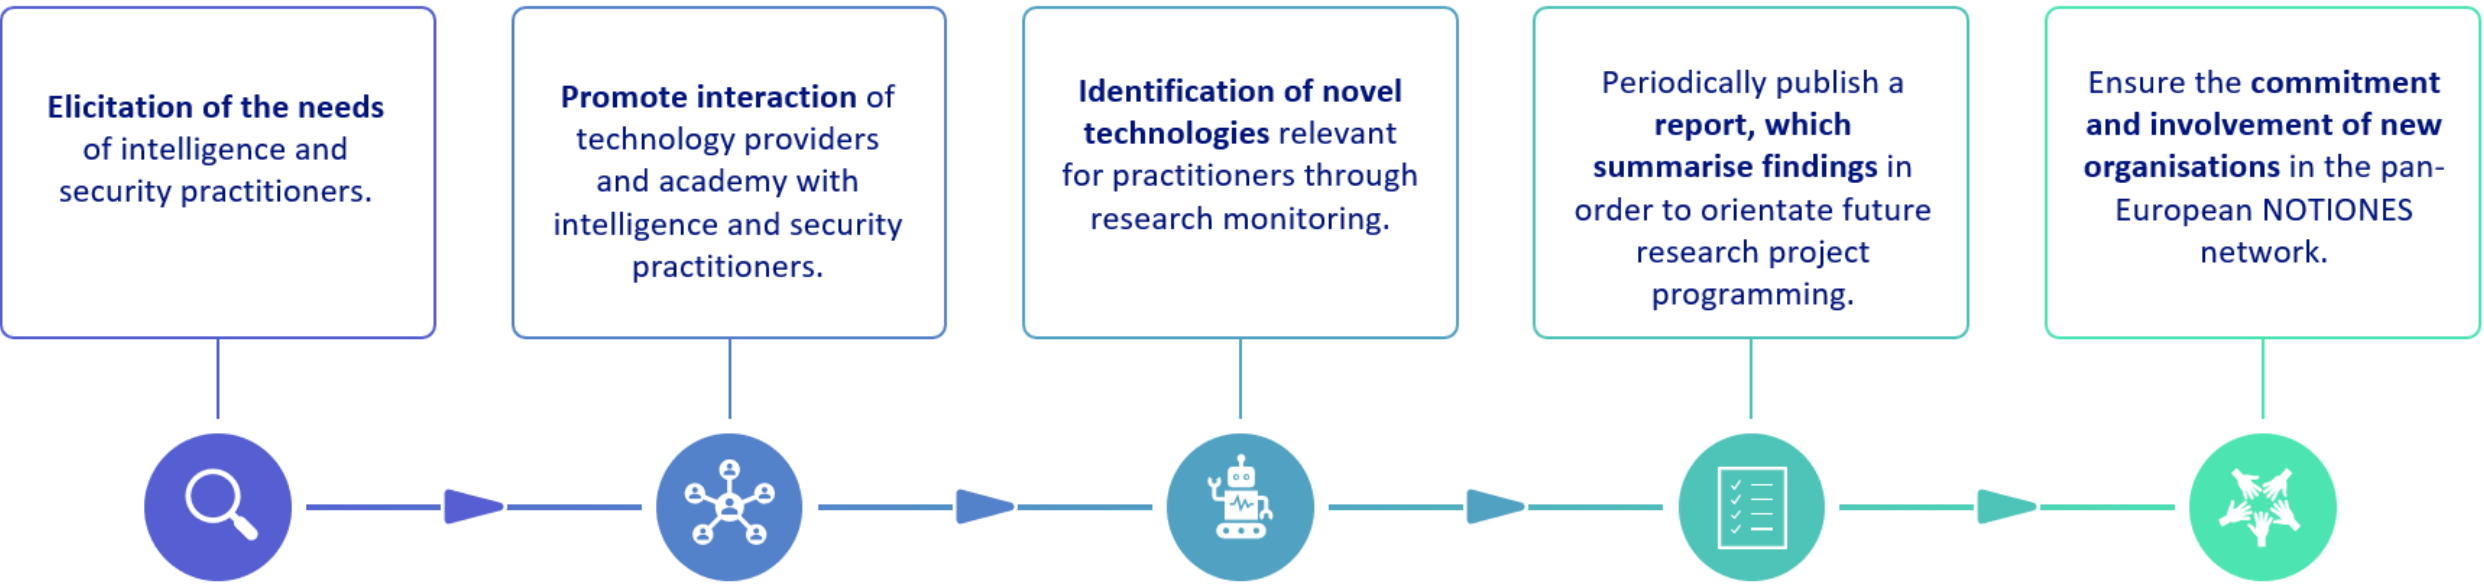 Elicitation of the needs
of intelligence and
security practitioners.
Promote interaction of
technology providers
and academy with
intelligence and security
practitioners.
Identification of novel
technologies relevant
for practitioners through
research monitoring.
Periodically publish a
report, which
summarise findings in
order to orientate future
research project
programming.
Ensure the commitment
and involvement of new
organisations in the pan-
European NOTIONES
network.